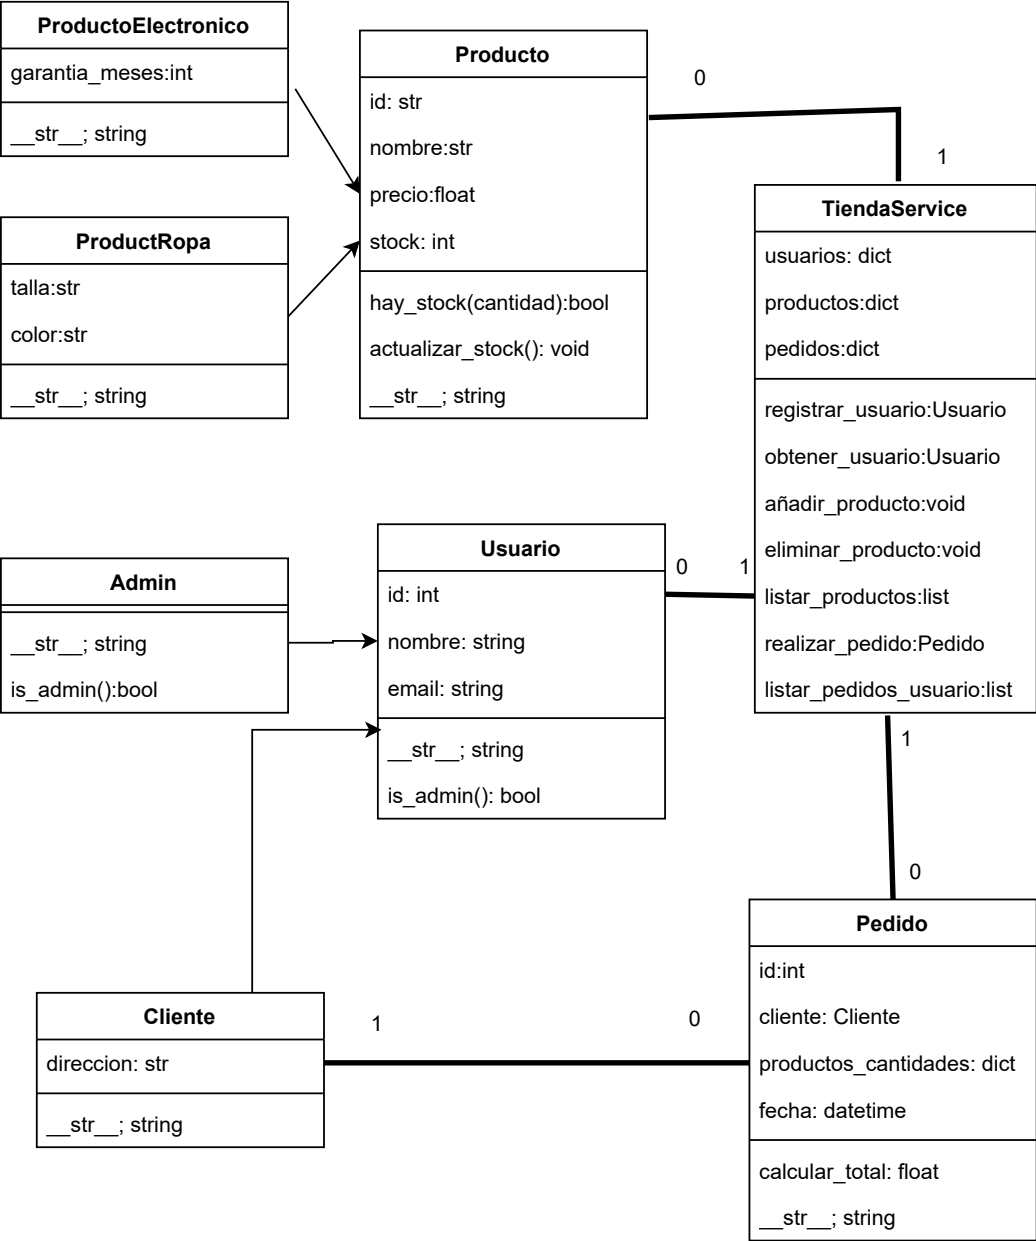 ProductoElectronico
garantia_meses:int
__str__; string
Producto
id: str
nombre:str
precio:float
stock: int
hay_stock(cantidad):bool
actualizar_stock(): void
__str__; string
0
1
ProductRopa
talla:str
color:str
__str__; string
TiendaService
usuarios: dict
productos:dict
pedidos:dict
registrar_usuario:Usuario
obtener_usuario:Usuario
añadir_producto:void
eliminar_producto:void
listar_productos:list
realizar_pedido:Pedido
listar_pedidos_usuario:list
Usuario
id: int
nombre: string
email: string
__str__; string
is_admin(): bool
0
1
Admin
__str__; string
is_admin():bool
1
0
Pedido
id:int
cliente: Cliente
productos_cantidades: dict
fecha: datetime
calcular_total: float
__str__; string
Cliente
direccion: str
__str__; string
1
0